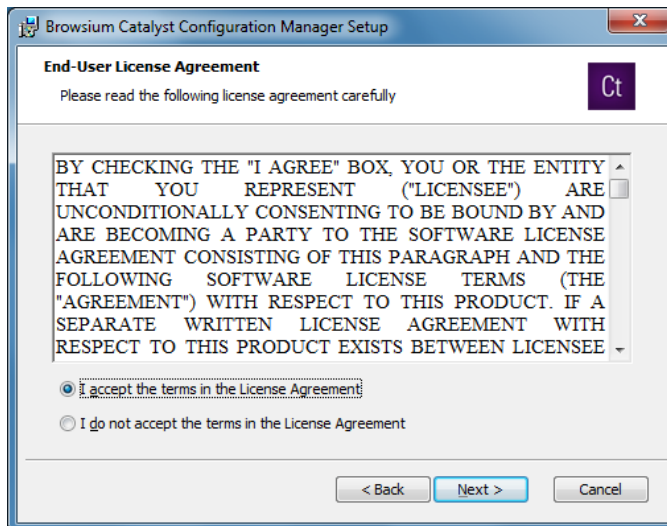 Browsium Catalyst Configuration Manager Setup
End-User License Agreement
Please read the following license agreement carefully
Ct
BY CHECKING THE "I AGREE" BOX, YOU OR THE ENTITY
THAT YOU REPRESENT ("LICENSEE") ARE
UNCONDITIONALLY CONSENTING TO BE BOUND BY AND
ARE BECOMING A PARTY TO THE SOFTWARE LICENSE
AGREEMENT CONSISTING OF THIS PARAGRAPH AND THE
FOLLOWING SOFTWARE LICENSE TERMS (THE
"AGREEMENT") WITH RESPECT TO THIS PRODUCT. IF A
SEPARATE WRITTEN LICENSE AGREEMENT WITH
RESPECT TO THIS PRODUCT EXISTS BETWEEN LICENSEE
I accept the terms in the License Agreement
I do not accept the terms in the License Agreement
< Back Next > Cancel